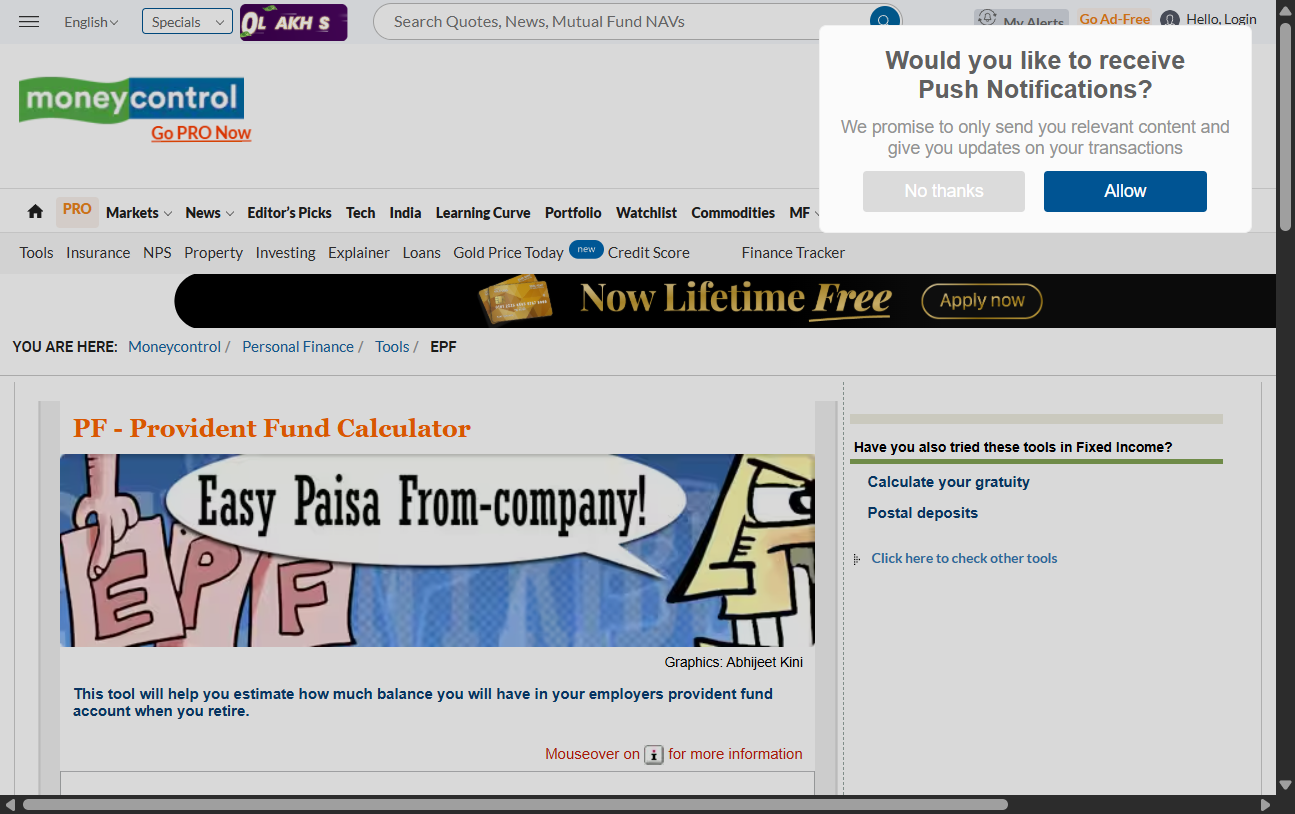 English
Specials
Search Quotes, News, Mutual Fund NAVs
My Alerts
Go Ad-Free
Hello, Login
Would you like to receive
Push Notifications?
We promise to only send you relevant content and
give you updates on your transactions
No thanks
Allow
moneycontrol
Go PRO Now
PRO Markets News Editor's Picks Tech India Learning Curve Portfolio Watchlist Commodities MF
Tools Insurance NPS Property Investing Explainer Loans Gold Price Today new Credit Score Finance Tracker
Now Lifetime Free
Apply now
YOU ARE HERE: Moneycontrol / Personal Finance / Tools / EPF
PF - Provident Fund Calculator
Easy Paisa From-company!
EPF
Graphics: Abhijeet Kini
This tool will help you estimate how much balance you will have in your employers provident fund
account when you retire.
Mouseover on i for more information
Have you also tried these tools in Fixed Income?
Calculate your gratuity
Postal deposits
Click here to check other tools